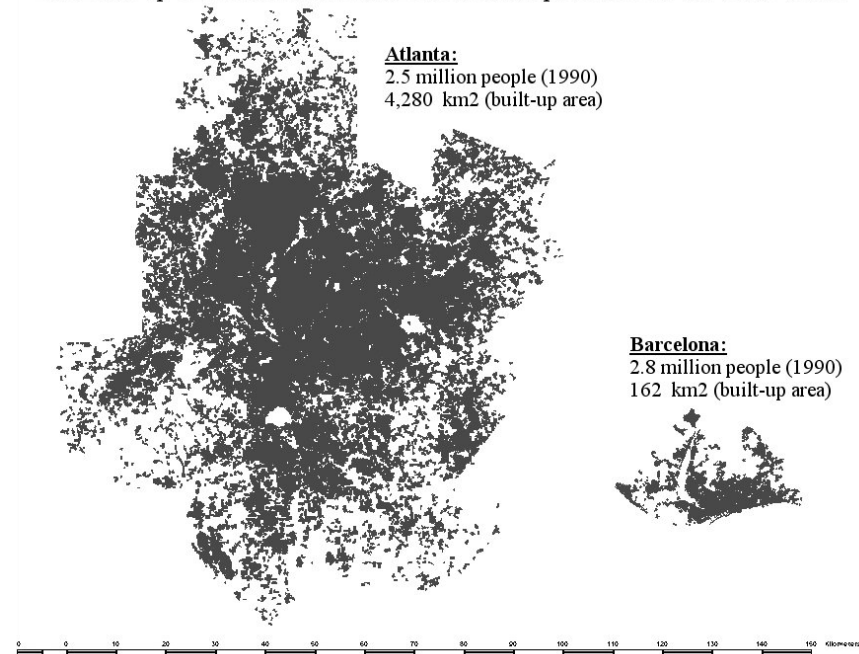 Atlanta:
2.5 million people (1990)
4,280 km2 (built-up area)
Barcelona:
2.8 million people (1990)
162 km2 (built-up area)
0 0 10 20 30 40 50 60 70 80 90 100 110 120 130 140 150 Kilometers